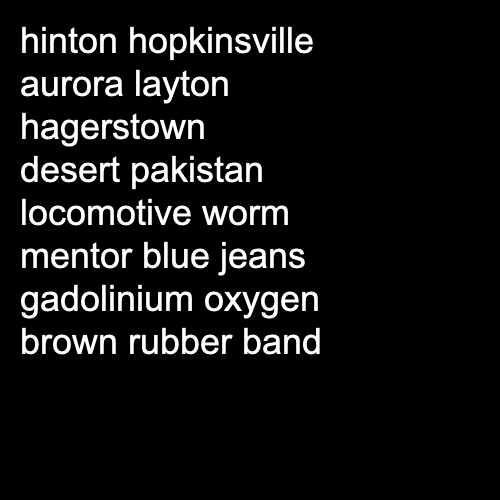 hinton hopkinsville
aurora layton
hagerstown
desert pakistan
locomotive worm
mentor blue jeans
gadolinium oxygen
brown rubber band